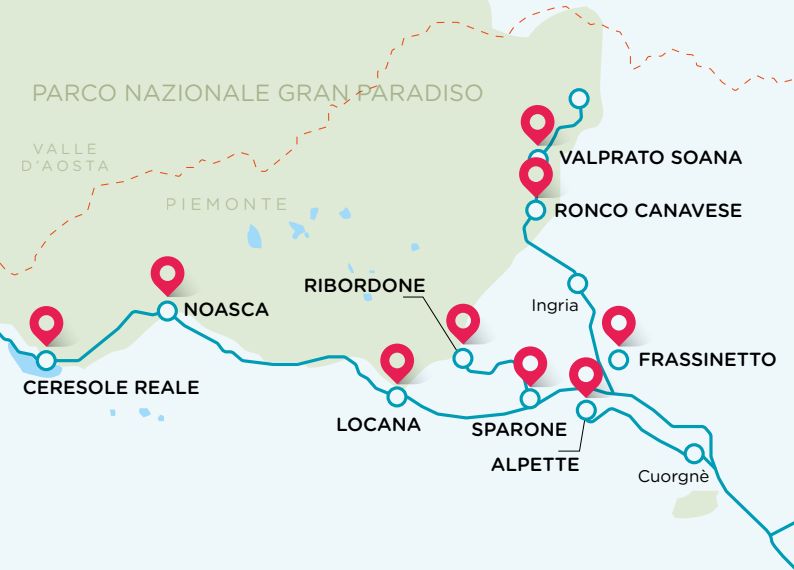 PARCO NAZIONALE GRAN PARADISO
VALLE
D'AOSTA
VALPRATO SOANA
PIEMONTE
RONCO CANAVESE
RIBORDONE
NOASCA
Ingria
FRASSINETTO
CERESOLE REALE
LOCANA
SPARONE
ALPETTE
Cuorgnè